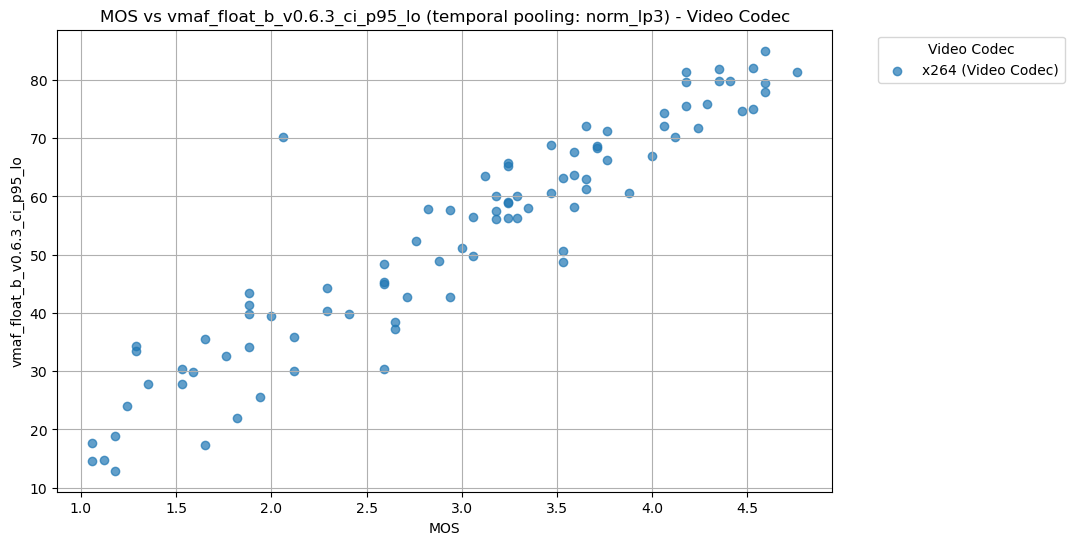 MOS vs vmaf_float_b_v0.6.3_ci_p95_lo (temporal pooling: norm_lp3) - Video Codec
Video Codec
x264 (Video Codec)
vmaf_float_b_v0.6.3_ci_p95_lo
80
70
60
50
40
30
20
10
1.0 1.5 2.0 2.5 3.0 3.5 4.0 4.5
MOS